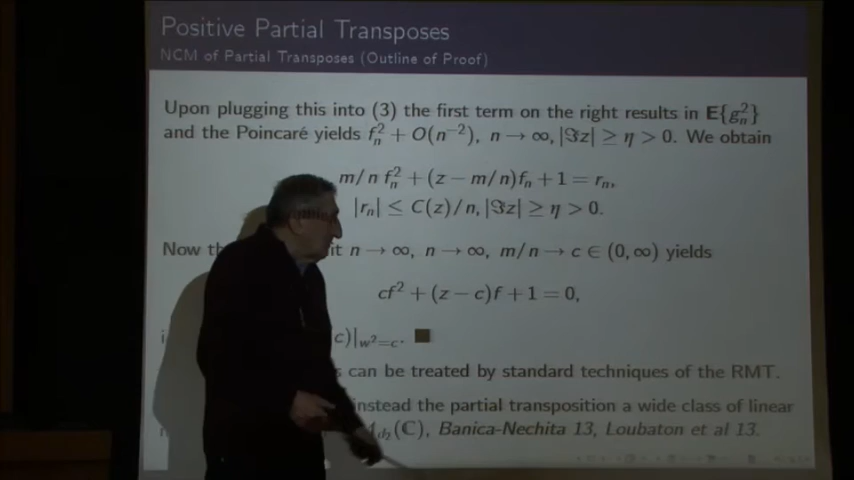 Positive Partial Transposes
NCM of Partial Transposes (Outline of Proof)
Upon plugging this into (3) the first term on the right results in E{g_n^2}
and the Poincaré yields f_n^2 + O(n^{-2}), n → ∞, |ℑz| ≥ η > 0. We obtain
m/n f_n^2 + (z − m/n)f_n + 1 = r_n,
|r_n| ≤ C(z)/n, |ℑz| ≥ η > 0.
Now n → ∞, n → ∞, m/n → c ∈ (0, ∞) yields
cf^2 + (z − c)f + 1 = 0,
c)|_{w^2=c}. ■
can be treated by standard techniques of the RMT.
instead the partial transposition a wide class of linear
d_2(ℂ), Banica-Nechita 13, Loubaton et al 13.